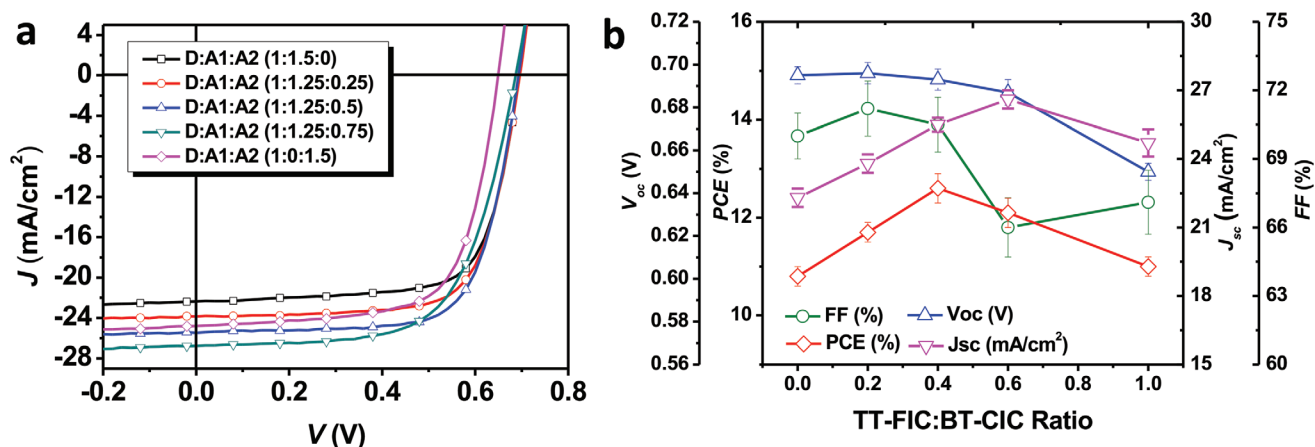 a
4
0
-4
-8
-12
-16
-20
-24
-28
J (mA/cm²)
D:A1:A2 (1:1.5:0)
D:A1:A2 (1:1.25:0.25)
D:A1:A2 (1:1.25:0.5)
D:A1:A2 (1:1.25:0.75)
D:A1:A2 (1:0:1.5)
-0.2 0.0 0.2 0.4 0.6 0.8
V (V)
b
0.72
0.70
0.68
0.66
0.64
0.62
0.60
0.58
0.56
Voc (V)
16
14
12
10
PCE (%)
FF (%) Voc (V)
PCE (%) Jsc (mA/cm²)
0.0 0.2 0.4 0.6 0.8 1.0
TT-FIC:BT-CIC Ratio
30
27
24
21
18
15
Jsc (mA/cm²)
75
72
69
66
63
60
FF (%)